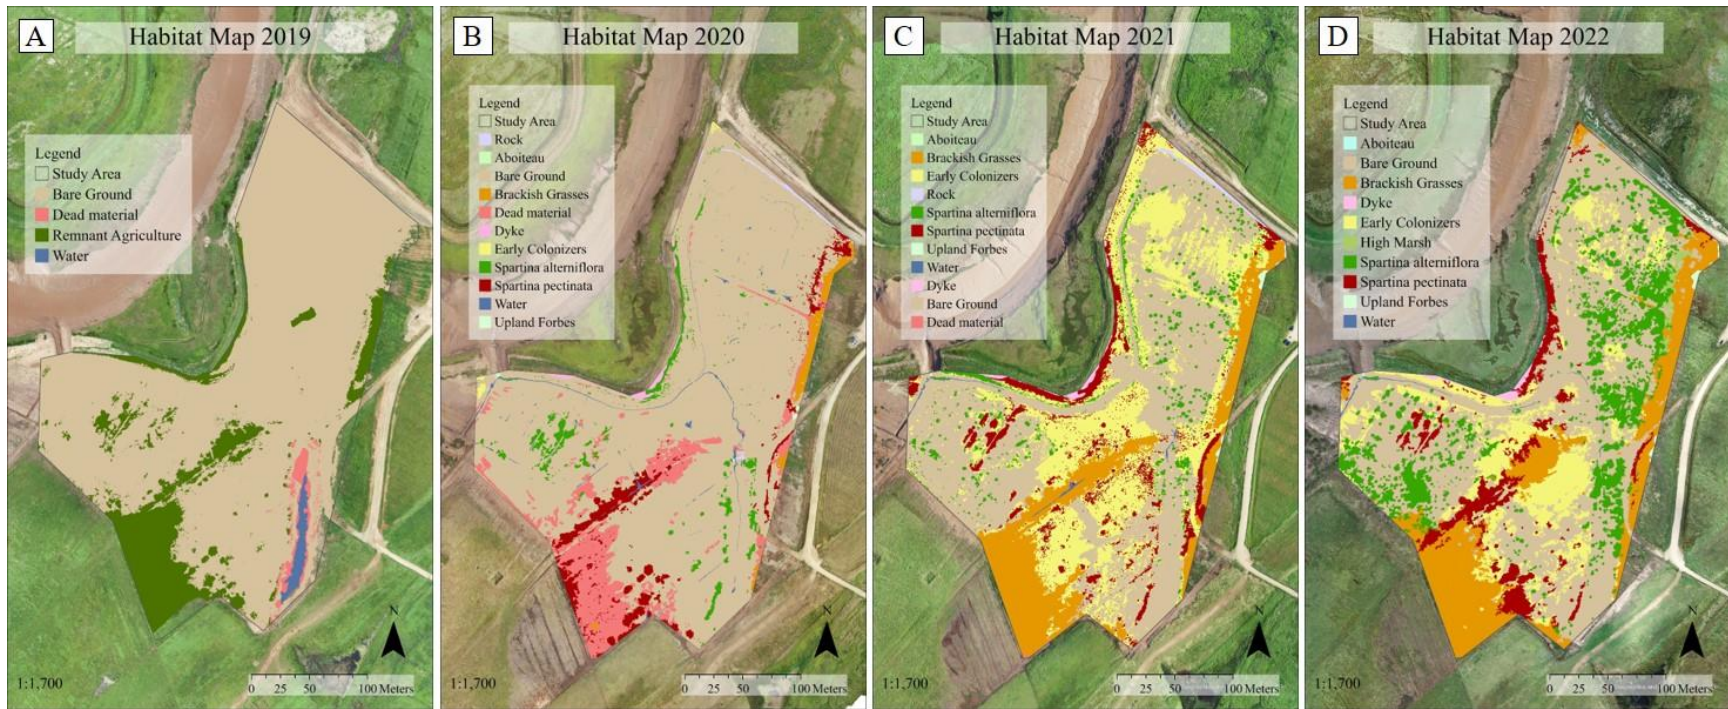 A
Habitat Map 2019
Legend
Study Area
Bare Ground
Dead material
Remnant Agriculture
Water
N
1:1,700
0 25 50 100 Meters
B
Habitat Map 2020
Legend
Study Area
Rock
Aboiteau
Bare Ground
Brackish Grasses
Dead material
Dyke
Early Colonizers
Spartina alterniflora
Spartina pectinata
Water
Upland Forbes
N
1:1,700
0 25 50 100 Meters
C
Habitat Map 2021
Legend
Study Area
Aboiteau
Brackish Grasses
Early Colonizers
Rock
Spartina alterniflora
Spartina pectinata
Upland Forbes
Water
Dyke
Bare Ground
Dead material
N
1:1,700
0 25 50 100 Meters
D
Habitat Map 2022
Legend
Study Area
Aboiteau
Bare Ground
Brackish Grasses
Dyke
Early Colonizers
High Marsh
Spartina alterniflora
Spartina pectinata
Upland Forbes
Water
N
1:1,700
0 25 50 100 Meters